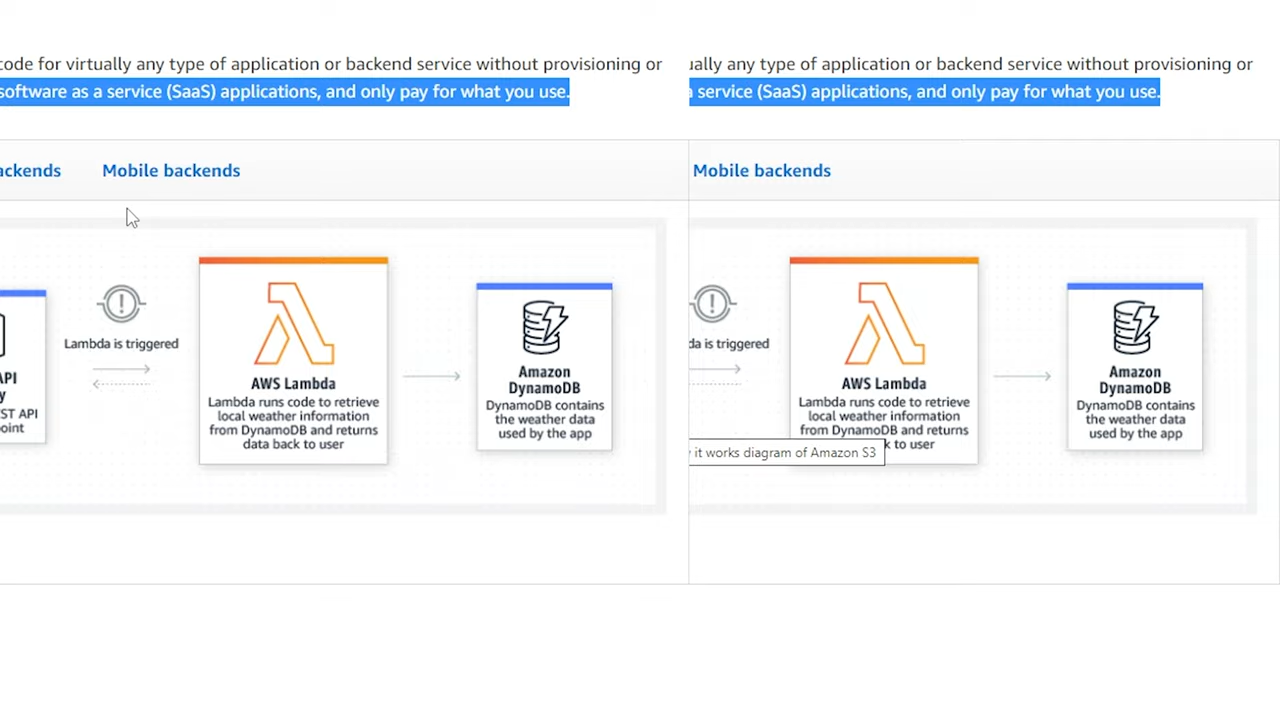 code for virtually any type of application or backend service without provisioning or
software as a service (SaaS) applications, and only pay for what you use.
ackends Mobile backends
Lambda is triggered
API
y
ST API
oint
AWS Lambda
Lambda runs code to retrieve
local weather information
from DynamoDB and returns
data back to user
Amazon
DynamoDB
DynamoDB contains
the weather data
used by the app
ually any type of application or backend service without provisioning or
a service (SaaS) applications, and only pay for what you use.
Mobile backends
da is triggered
AWS Lambda
Lambda runs code to retrieve
local weather information
from DynamoDB and returns
k to user
it works diagram of Amazon S3
Amazon
DynamoDB
DynamoDB contains
the weather data
used by the app